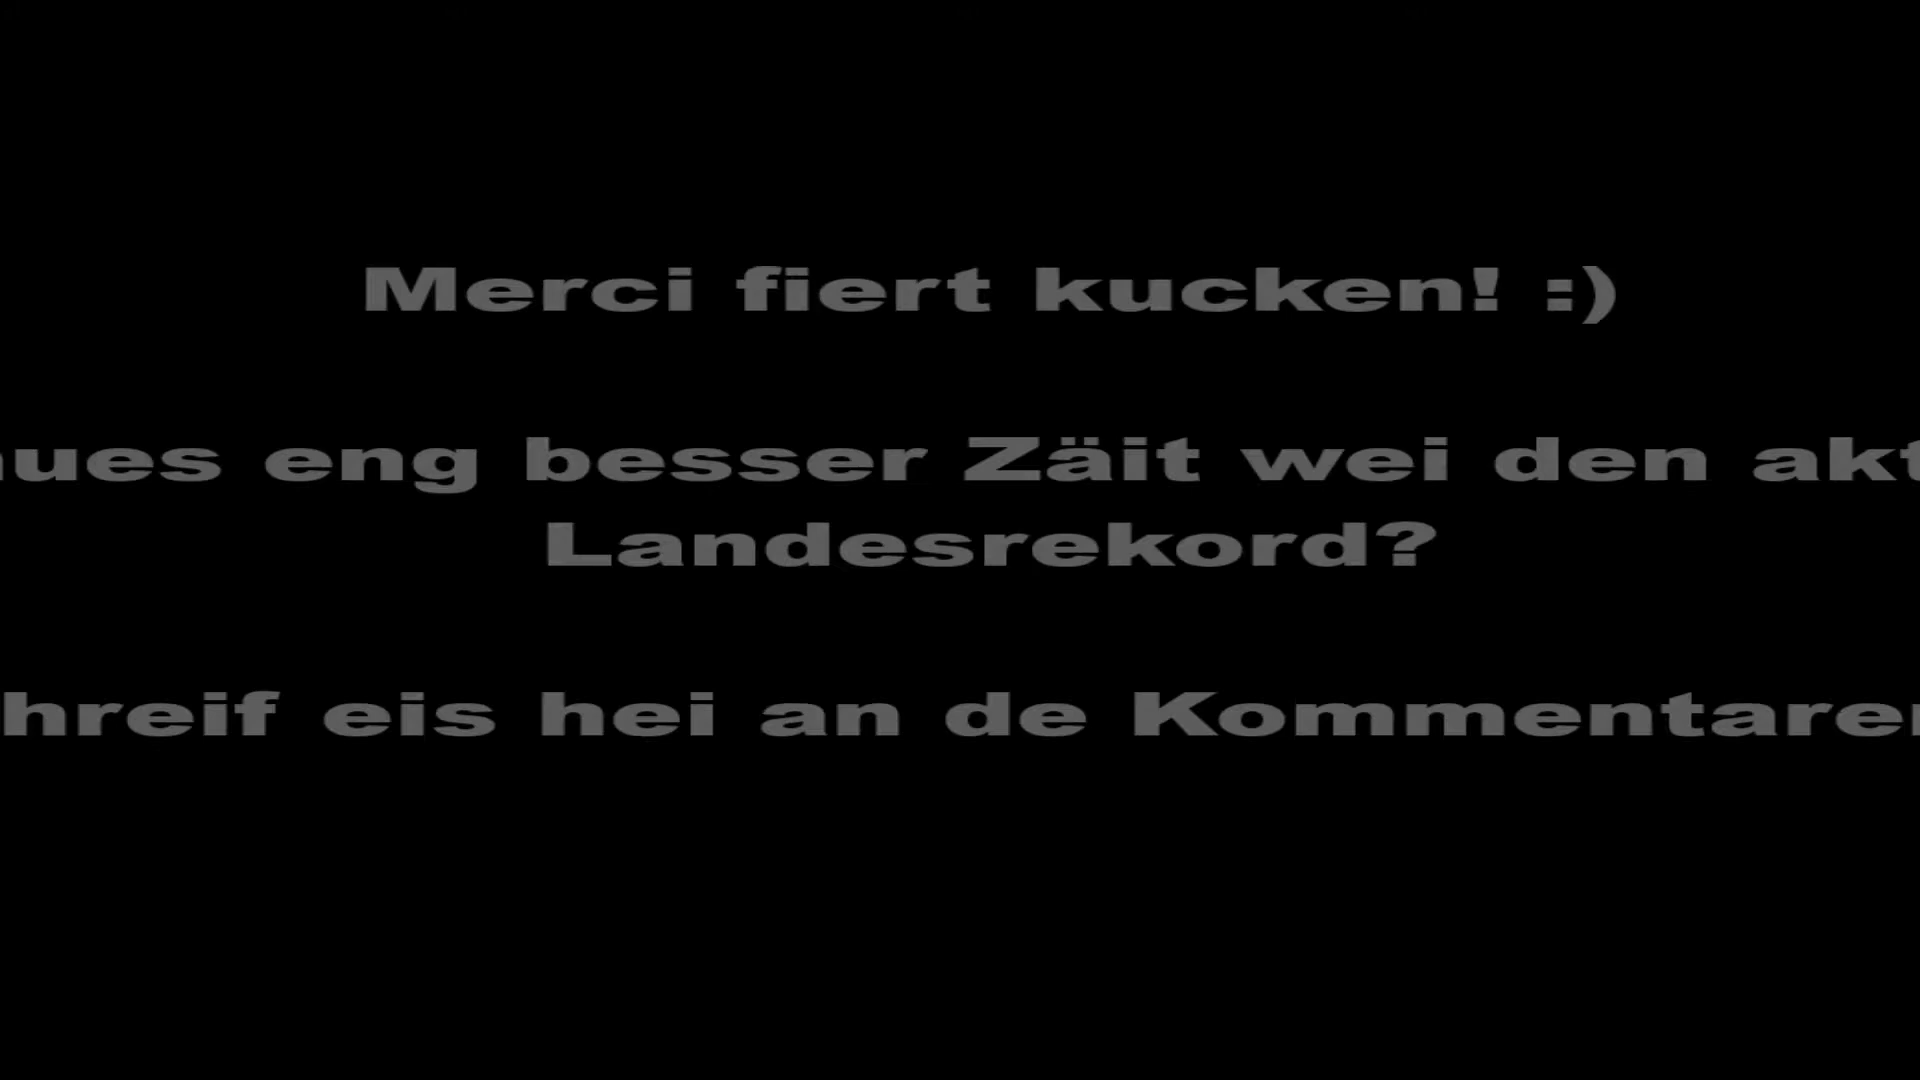 Merci fiert kucken! :)
eng besser Zäit wei den
Landesrekord?
eis hei an de